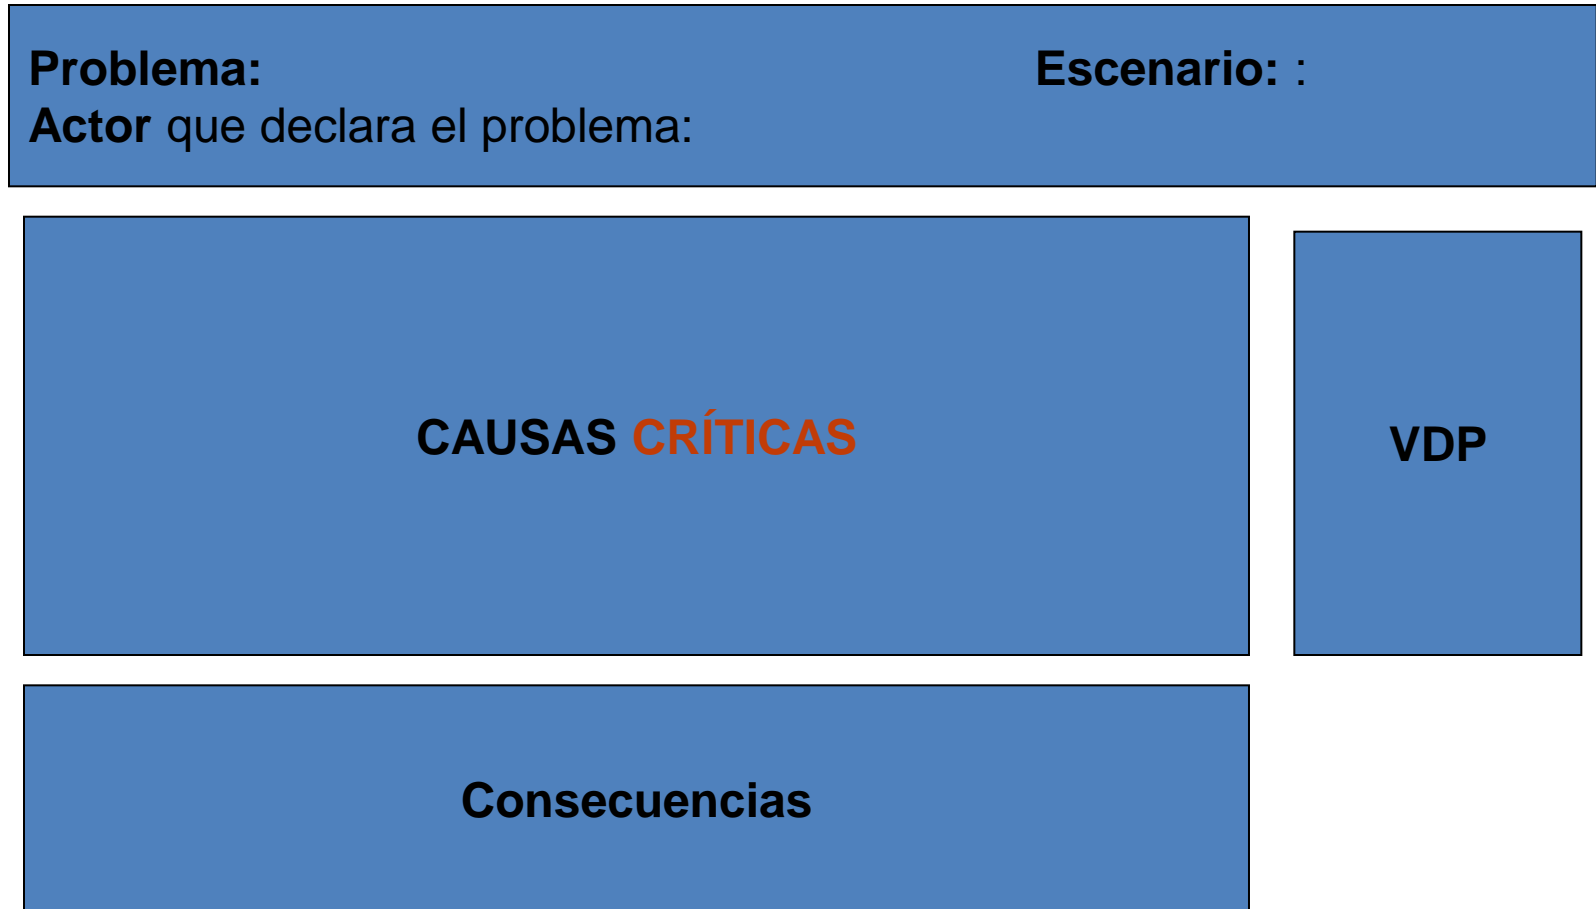 Problema: Escenario: :
Actor que declara el problema:
CAUSAS CRÍTICAS
VDP
Consecuencias